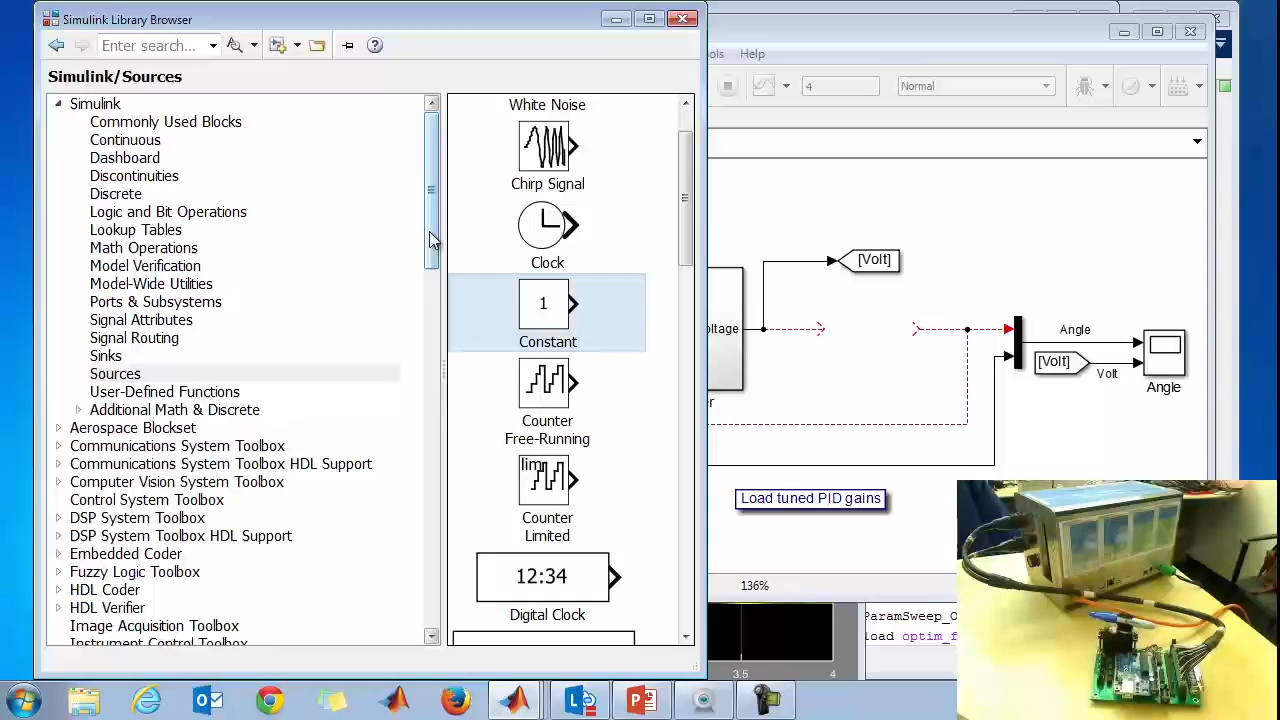 Simulink Library Browser
Enter search...
Simulink/Sources
Simulink
Commonly Used Blocks
Continuous
Dashboard
Discontinuities
Discrete
Logic and Bit Operations
Lookup Tables
Math Operations
Model Verification
Model-Wide Utilities
Ports & Subsystems
Signal Attributes
Signal Routing
Sinks
Sources
User-Defined Functions
Additional Math & Discrete
Aerospace Blockset
Communications System Toolbox
Communications System Toolbox HDL Support
Computer Vision System Toolbox
Control System Toolbox
DSP System Toolbox
DSP System Toolbox HDL Support
Embedded Coder
Fuzzy Logic Toolbox
HDL Coder
HDL Verifier
Image Acquisition Toolbox
Instrument Control Toolbox
White Noise
Chirp Signal
Clock
1
Constant
Counter
Free-Running
lim
Counter
Limited
12:34
Digital Clock
ols Help
4 Normal
[Volt]
oltage
Angle
[Volt]
Volt
Angle
er
Load tuned PID gains
136%
3.5 4
ParamSweep_O
load optim_f